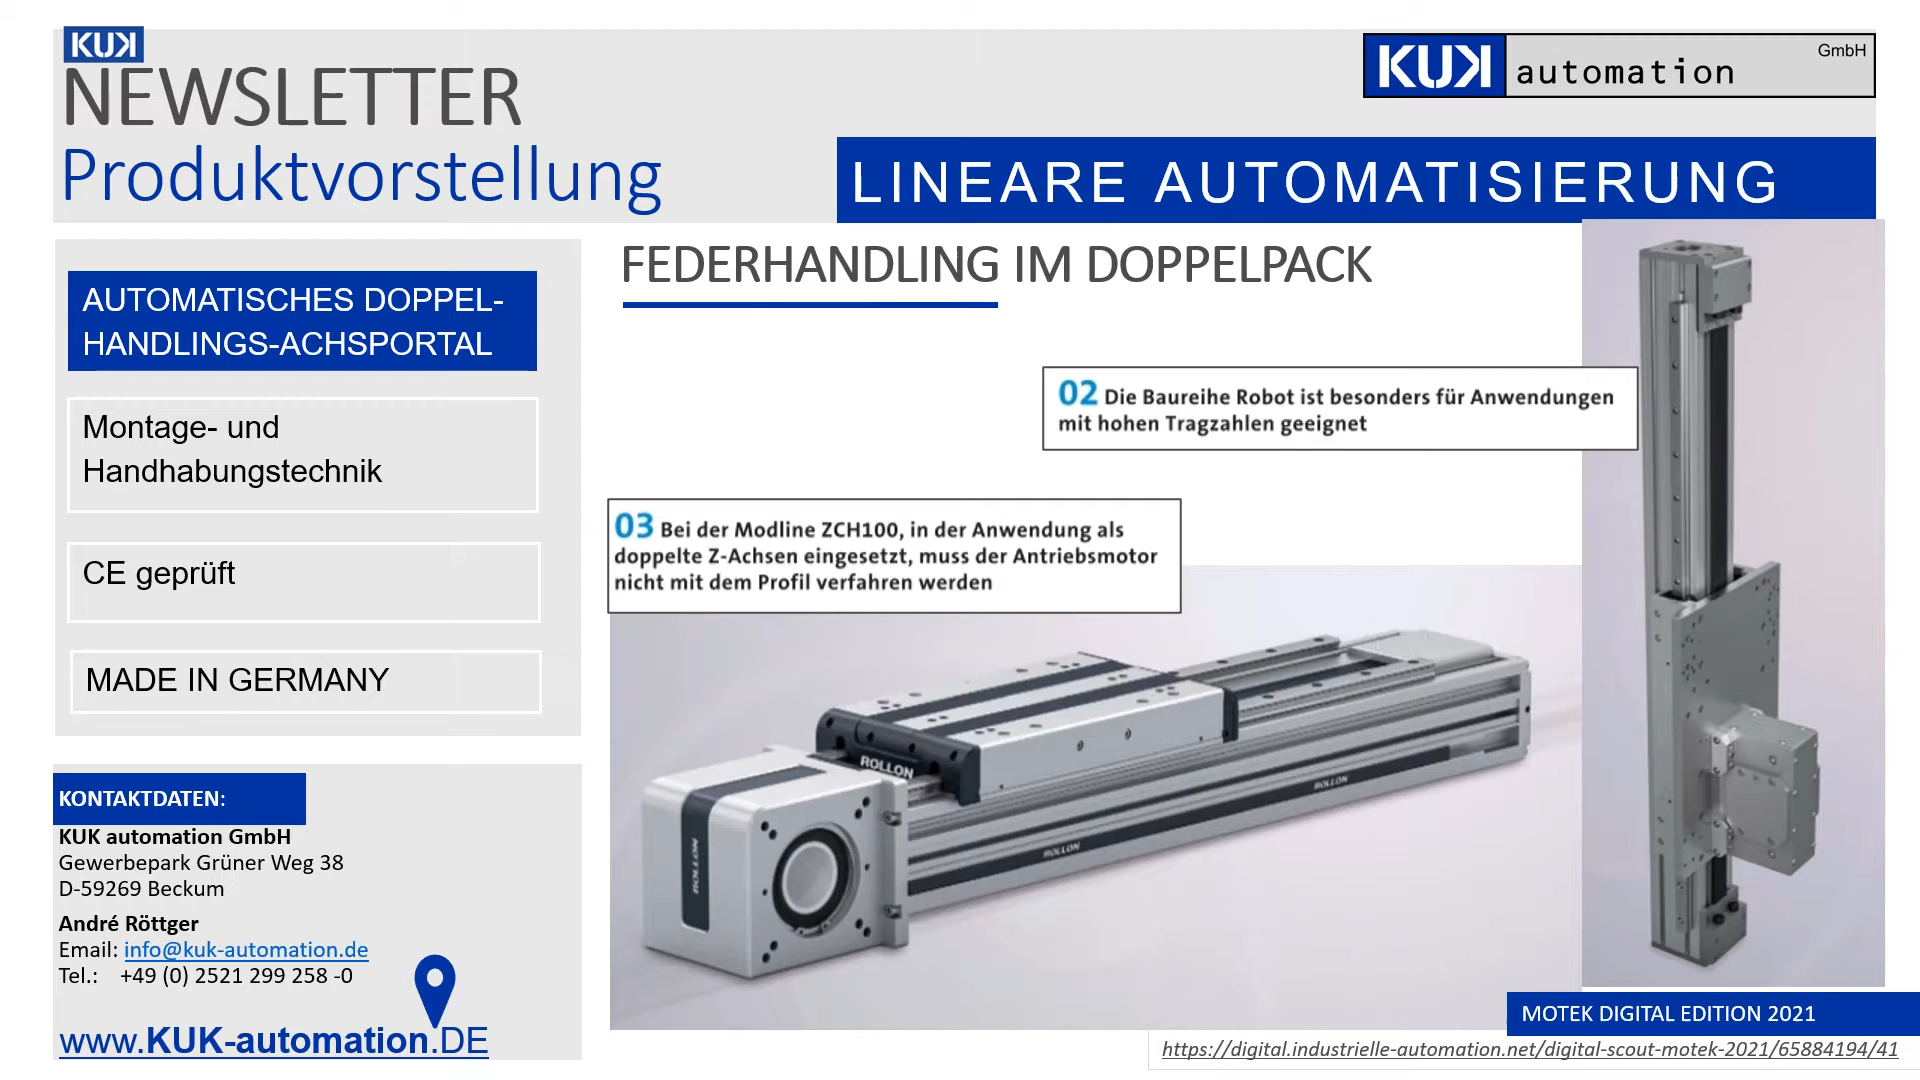 KUK
NEWSLETTER
Produktvorstellung
KUK automation GmbH
LINEARE AUTOMATISIERUNG
AUTOMATISCHES DOPPEL-
HANDLINGS-ACHSPORTAL
Montage- und
Handhabungstechnik
CE geprüft
MADE IN GERMANY
KONTAKTDATEN:
KUK automation GmbH
Gewerbepark Grüner Weg 38
D-59269 Beckum
André Röttger
Email: info@kuk-automation.de
Tel.: +49 (0) 2521 299 258 -0
www.KUK-automation.DE
FEDERHANDLING IM DOPPELPACK
02 Die Baureihe Robot ist besonders für Anwendungen
mit hohen Tragzahlen geeignet
03 Bei der Modline ZCH100, in der Anwendung als
doppelte Z-Achsen eingesetzt, muss der Antriebsmotor
nicht mit dem Profil verfahren werden
ROLLON
ROLLON
ROLLON
ROLLON
MOTEK DIGITAL EDITION 2021
https://digital.industrielle-automation.net/digital-scout-motek-2021/65884194/41